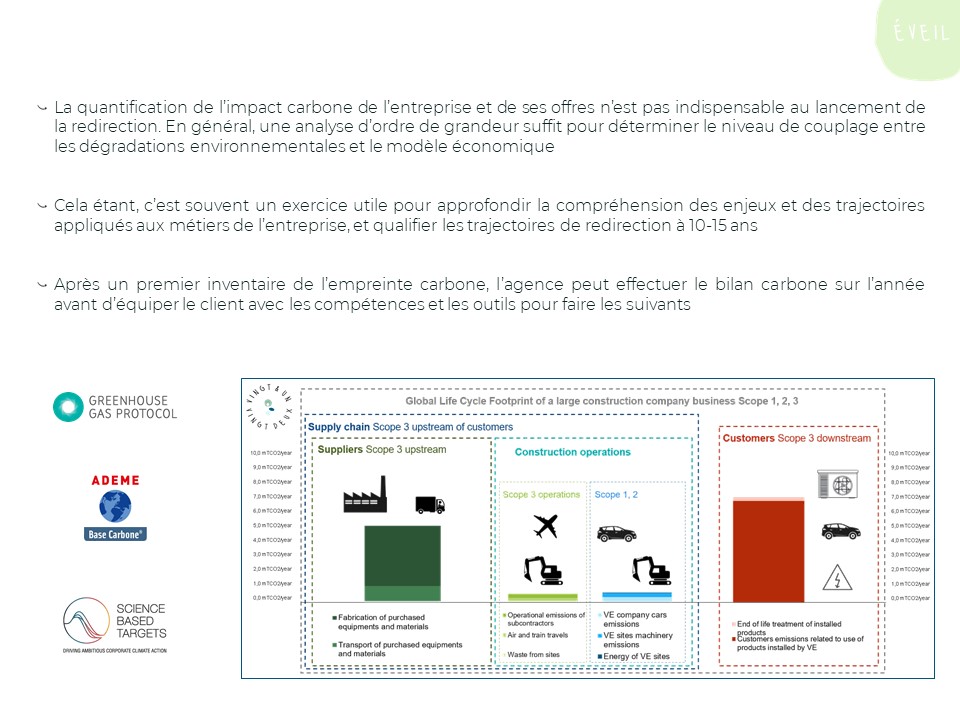 ÉVEIL
La quantification de l’impact carbone de l’entreprise et de ses offres n’est pas indispensable au lancement de
la redirection. En général, une analyse d’ordre de grandeur suffit pour déterminer le niveau de couplage entre
les dégradations environnementales et le modèle économique
Cela étant, c’est souvent un exercice utile pour approfondir la compréhension des enjeux et des trajectoires
appliqués aux métiers de l’entreprise, et qualifier les trajectoires de redirection à 10-15 ans
Après un premier inventaire de l’empreinte carbone, l’agence peut effectuer le bilan carbone sur l’année
avant d’équiper le client avec les compétences et les outils pour faire les suivants
GREENHOUSE
GAS PROTOCOL
ADEME
Base Carbone®
SCIENCE
BASED
TARGETS
DRIVING AMBITIOUS CORPORATE CLIMATE ACTION
VINGT & UN
VINGT DEUX
Global Life Cycle Footprint of a large construction company business Scope 1, 2, 3
Supply chain Scope 3 upstream of customers
Suppliers Scope 3 upstream
Construction operations
Scope 3 operations
Scope 1, 2
Customers Scope 3 downstream
10,0 mTCO2/year
9,0 mTCO2/year
8,0 mTCO2/year
7,0 mTCO2/year
6,0 mTCO2/year
5,0 mTCO2/year
4,0 mTCO2/year
3,0 mTCO2/year
2,0 mTCO2/year
1,0 mTCO2/year
0,0 mTCO2/year
10,0 mTCO2/year
9,0 mTCO2/year
8,0 mTCO2/year
7,0 mTCO2/year
6,0 mTCO2/year
5,0 mTCO2/year
4,0 mTCO2/year
3,0 mTCO2/year
2,0 mTCO2/year
1,0 mTCO2/year
0,0 mTCO2/year
Fabrication of purchased
equipments and materials
Transport of purchased equipments
and materials
Operational emissions of
subcontractors
Air and train travels
Waste from sites
VE company cars
emissions
VE sites machinery
emissions
Energy of VE sites
End of life treatment of installed
products
Customers emissions related to use of
products installed by VE